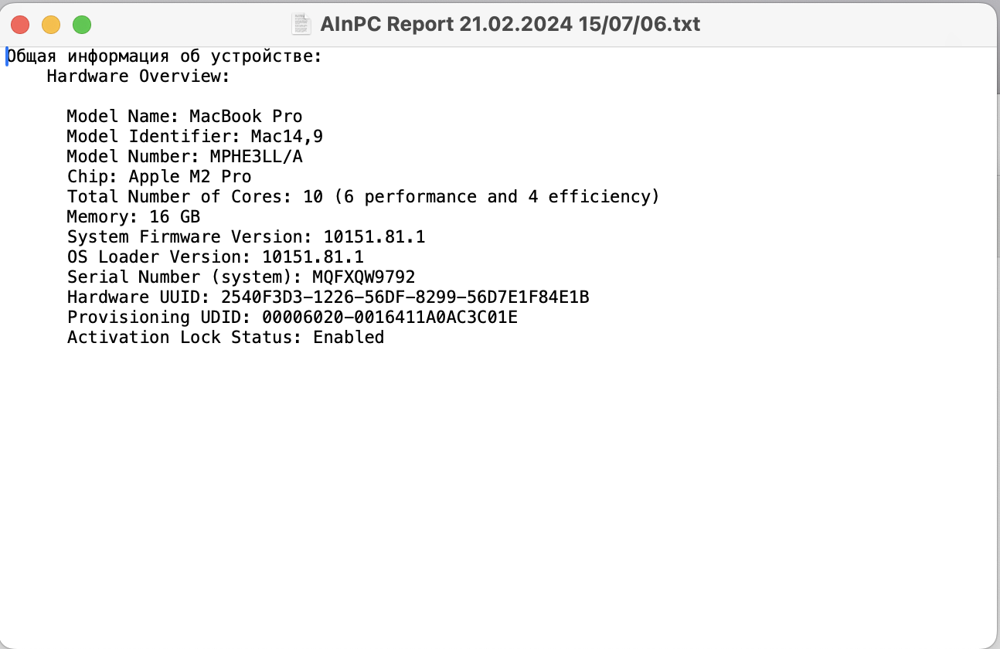 AInPC Report 21.02.2024 15/07/06.txt
Общая информация об устройстве:
Hardware Overview:
Model Name: MacBook Pro
Model Identifier: Mac14,9
Model Number: MPHE3LL/A
Chip: Apple M2 Pro
Total Number of Cores: 10 (6 performance and 4 efficiency)
Memory: 16 GB
System Firmware Version: 10151.81.1
OS Loader Version: 10151.81.1
Serial Number (system): MQFXQW9792
Hardware UUID: 2540F3D3-1226-56DF-8299-56D7E1F84E1B
Provisioning UDID: 00006020-0016411A0AC3C01E
Activation Lock Status: Enabled